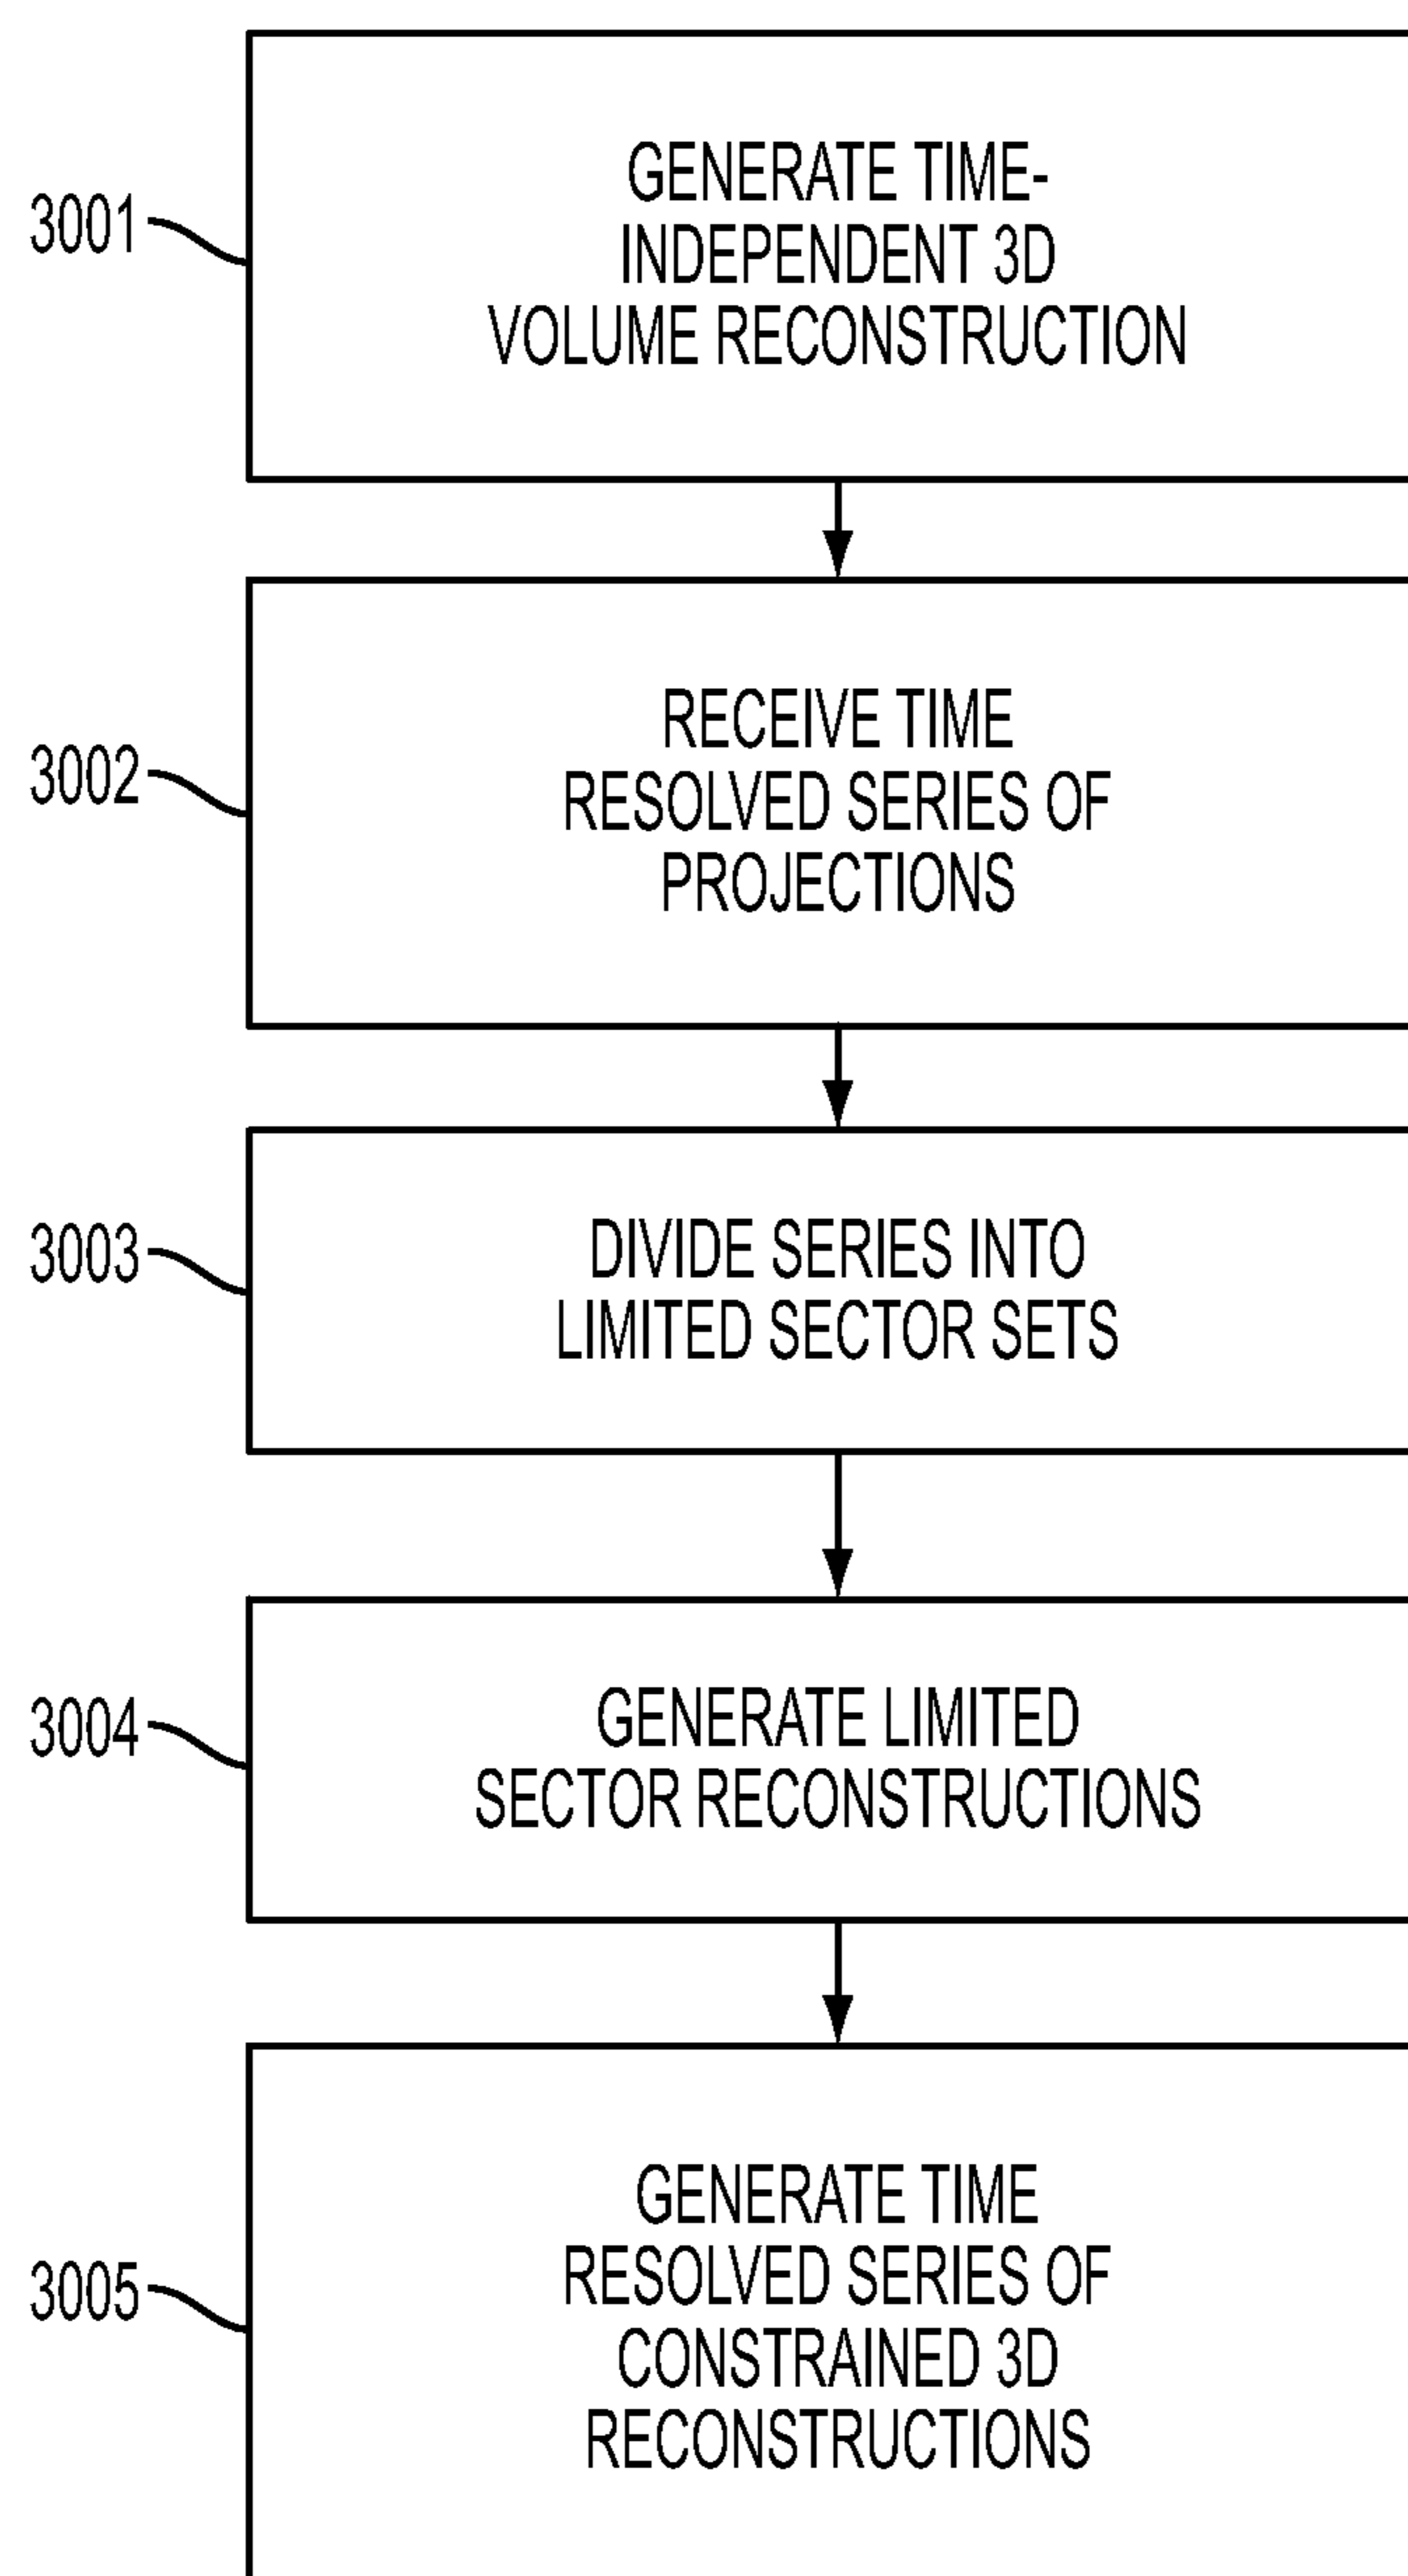 3001
GENERATE TIME-
INDEPENDENT 3D
VOLUME RECONSTRUCTION
3002
RECEIVE TIME
RESOLVED SERIES OF
PROJECTIONS
3003
DIVIDE SERIES INTO
LIMITED SECTOR SETS
3004
GENERATE LIMITED
SECTOR RECONSTRUCTIONS
3005
GENERATE TIME
RESOLVED SERIES OF
CONSTRAINED 3D
RECONSTRUCTIONS